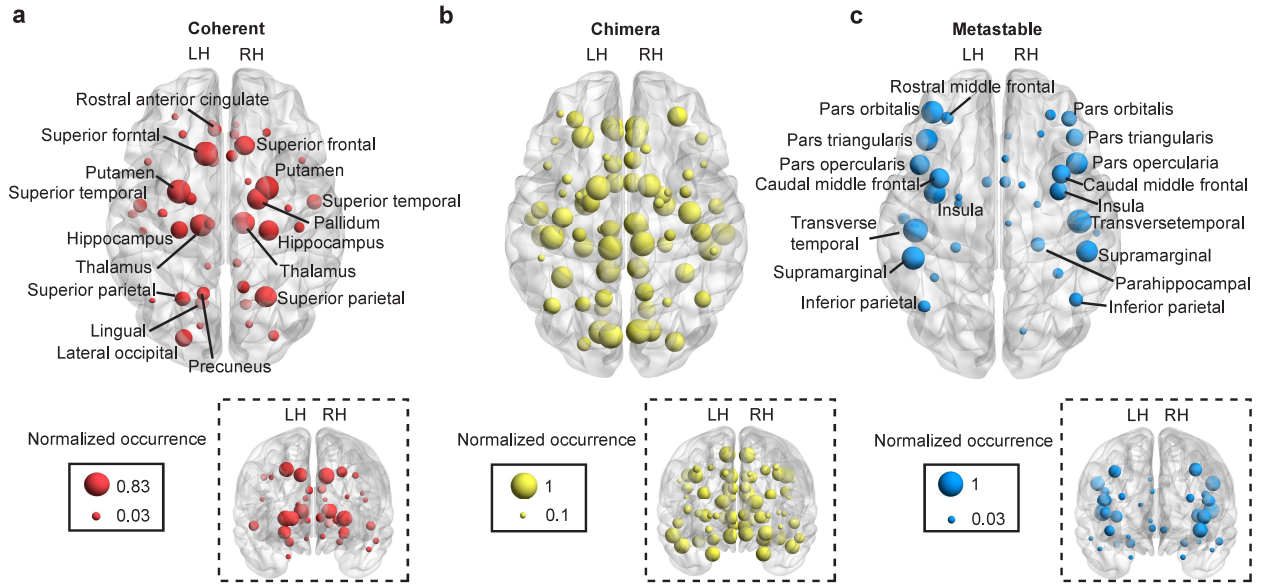 a
Coherent
LH RH
Rostral anterior cingulate
Superior forntal
Superior frontal
Putamen
Putamen
Superior temporal
Superior temporal
Pallidum
Hippocampus
Hippocampus
Thalamus
Thalamus
Superior parietal
Superior parietal
Lingual
Lateral occipital
Precuneus
LH RH
Normalized occurrence
0.83
0.03
b
Chimera
LH RH
LH RH
Normalized occurrence
1
0.1
c
Metastable
LH RH
Rostral middle frontal
Pars orbitalis
Pars orbitalis
Pars triangularis
Pars triangularis
Pars opercularis
Pars opercularia
Caudal middle frontal
Caudal middle frontal
Insula
Insula
Transverse
temporal
Transversetemporal
Supramarginal
Supramarginal
Parahippocampal
Inferior parietal
Inferior parietal
LH RH
Normalized occurrence
1
0.03